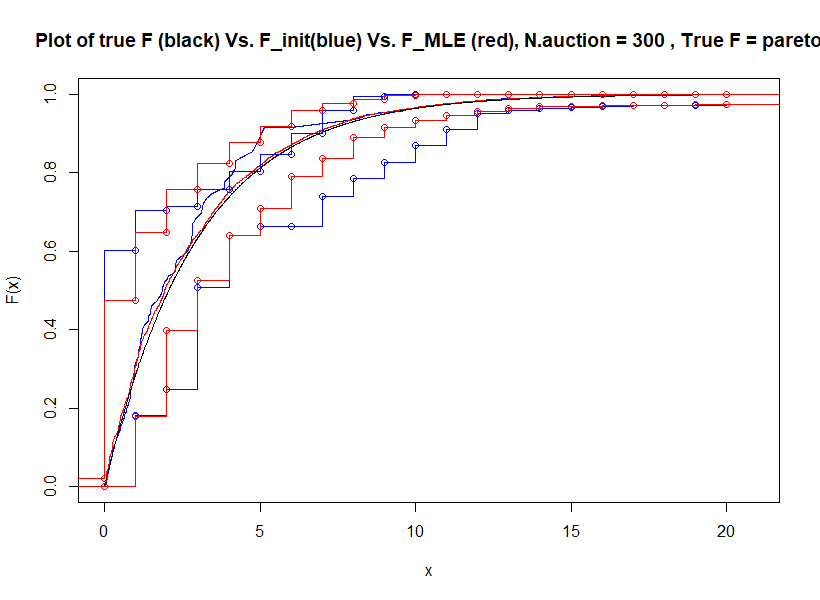 Plot of true F (black) Vs. F_init(blue) Vs. F_MLE (red), N.auction = 300 , True F = pareto
1.0
0.8
0.6
0.4
0.2
0.0
F(x)
0 5 10 15 20
x